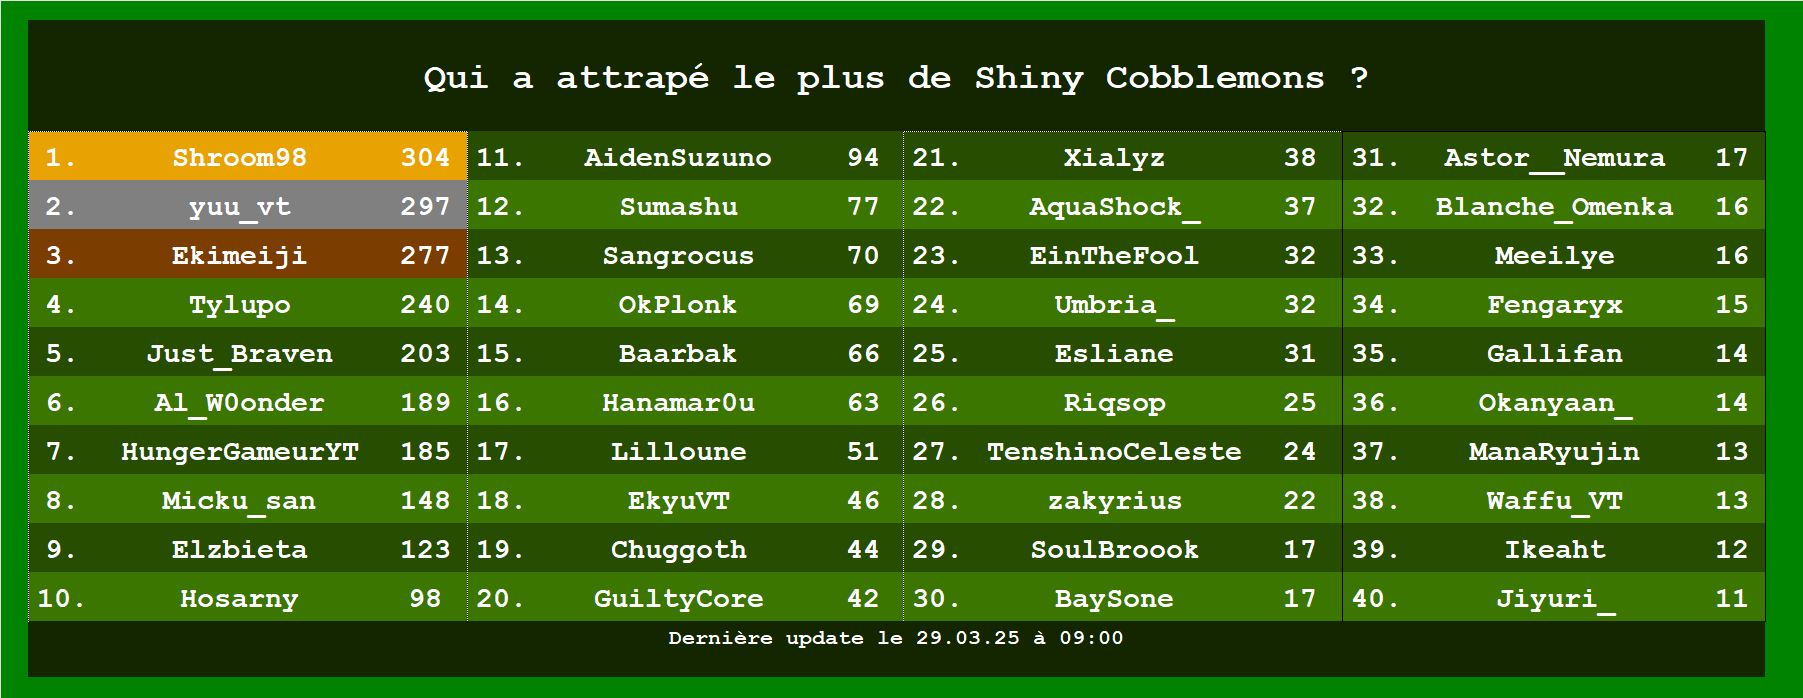 Qui a attrapé le plus de Shiny Cobblemons ?
1. Shroom98 304
2. yuu_vt 297
3. Ekimeiji 277
4. Tylupo 240
5. Just_Braven 203
6. Al_W0onder 189
7. HungerGameurYT 185
8. Micku_san 148
9. Elzbieta 123
10. Hosarny 98
11. AidenSuzuno 94
12. Sumashu 77
13. Sangrocus 70
14. OkPlonk 69
15. Baarbak 66
16. Hanamar0u 63
17. Lilloune 51
18. EkyuVT 46
19. Chuggoth 44
20. GuiltyCore 42
21. Xialyz 38
22. AquaShock_ 37
23. EinTheFool 32
24. Umbria_ 32
25. Esliane 31
26. Riqsop 25
27. TenshinoCeleste 24
28. zakyrius 22
29. SoulBroook 17
30. BaySone 17
31. Astor__Nemura 17
32. Blanche_Omenka 16
33. Meeilye 16
34. Fengaryx 15
35. Gallifan 14
36. Okanyaan_ 14
37. ManaRyujin 13
38. Waffu_VT 13
39. Ikeaht 12
40. Jiyuri_ 11
Dernière update le 29.03.25 à 09:00